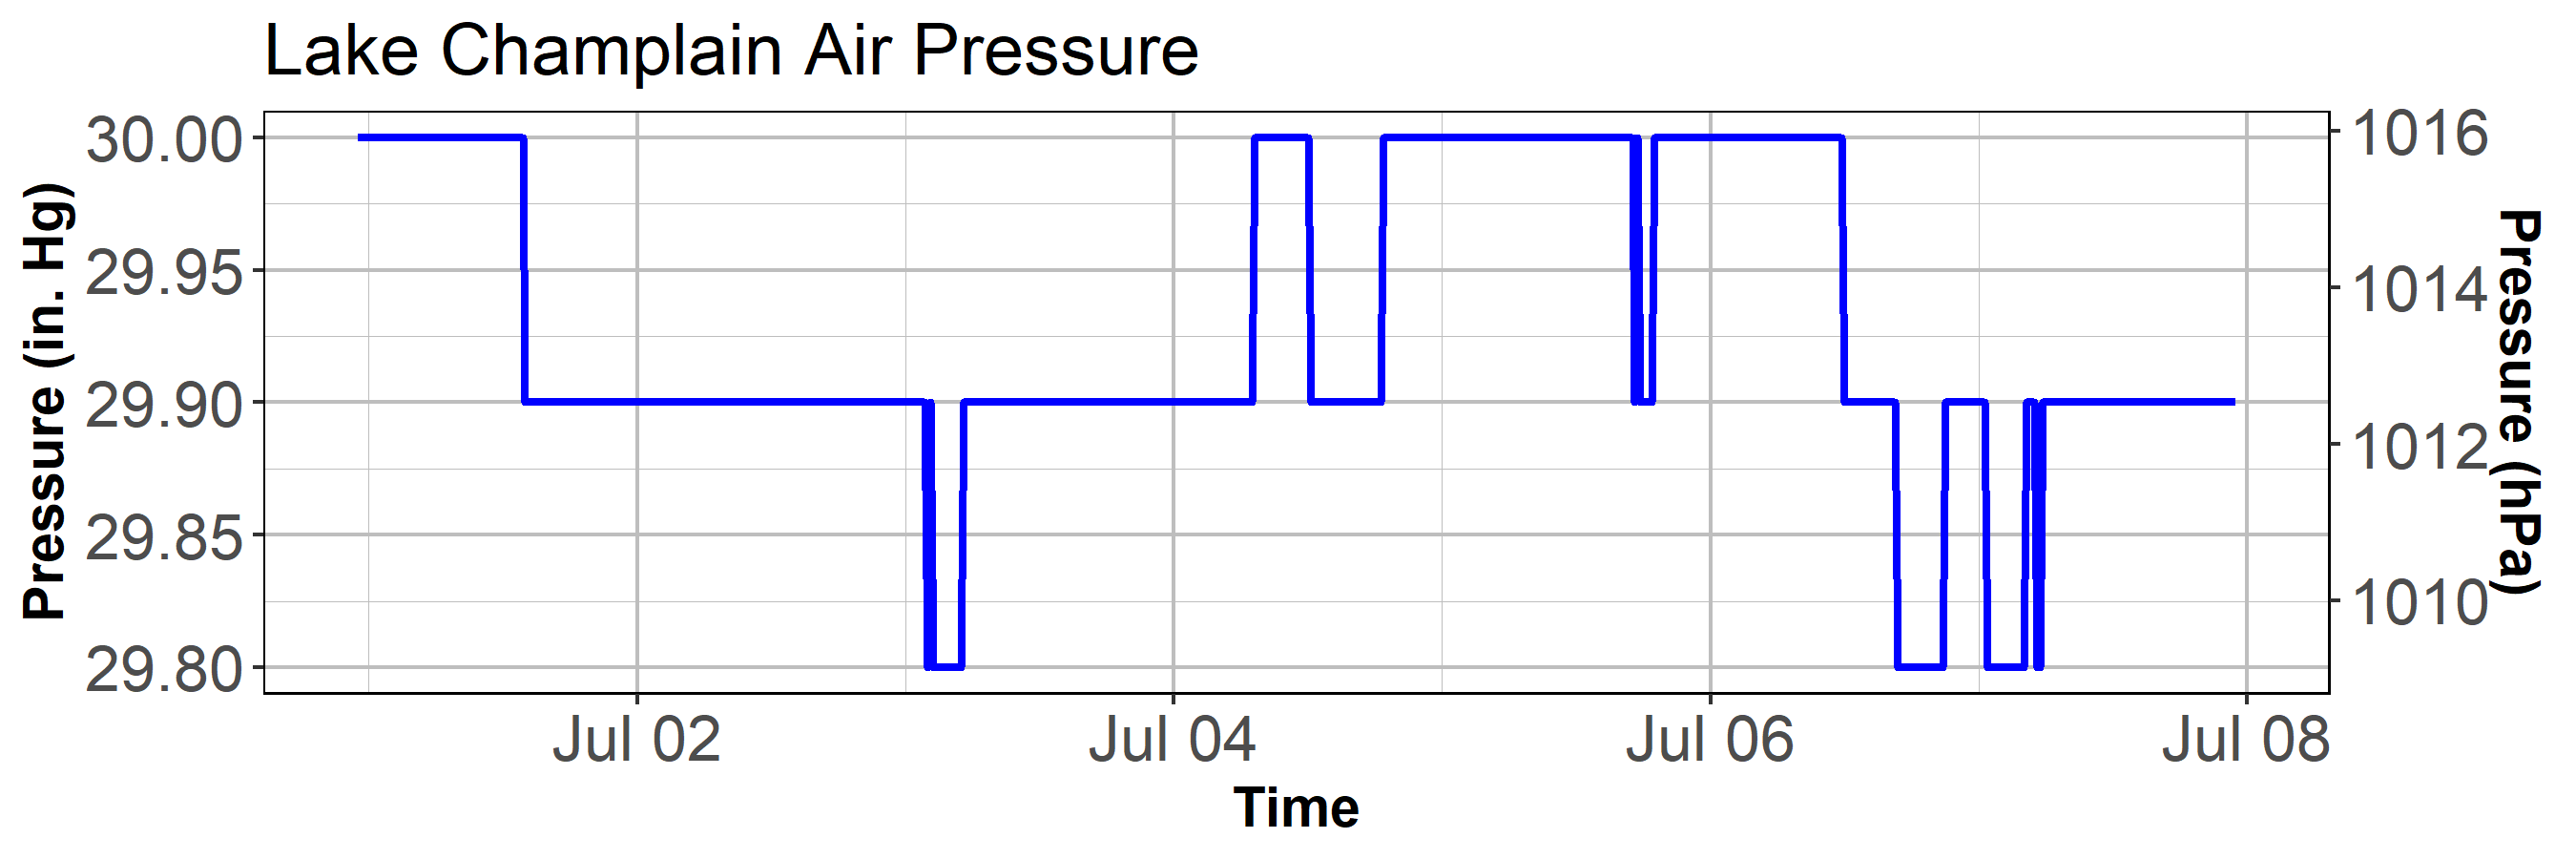 Lake Champlain Air Pressure
Pressure (in. Hg)
30.00
29.95
29.90
29.85
29.80
1016
1014
1012
1010
Pressure (hPa)
Jul 02 Jul 04 Jul 06 Jul 08
Time